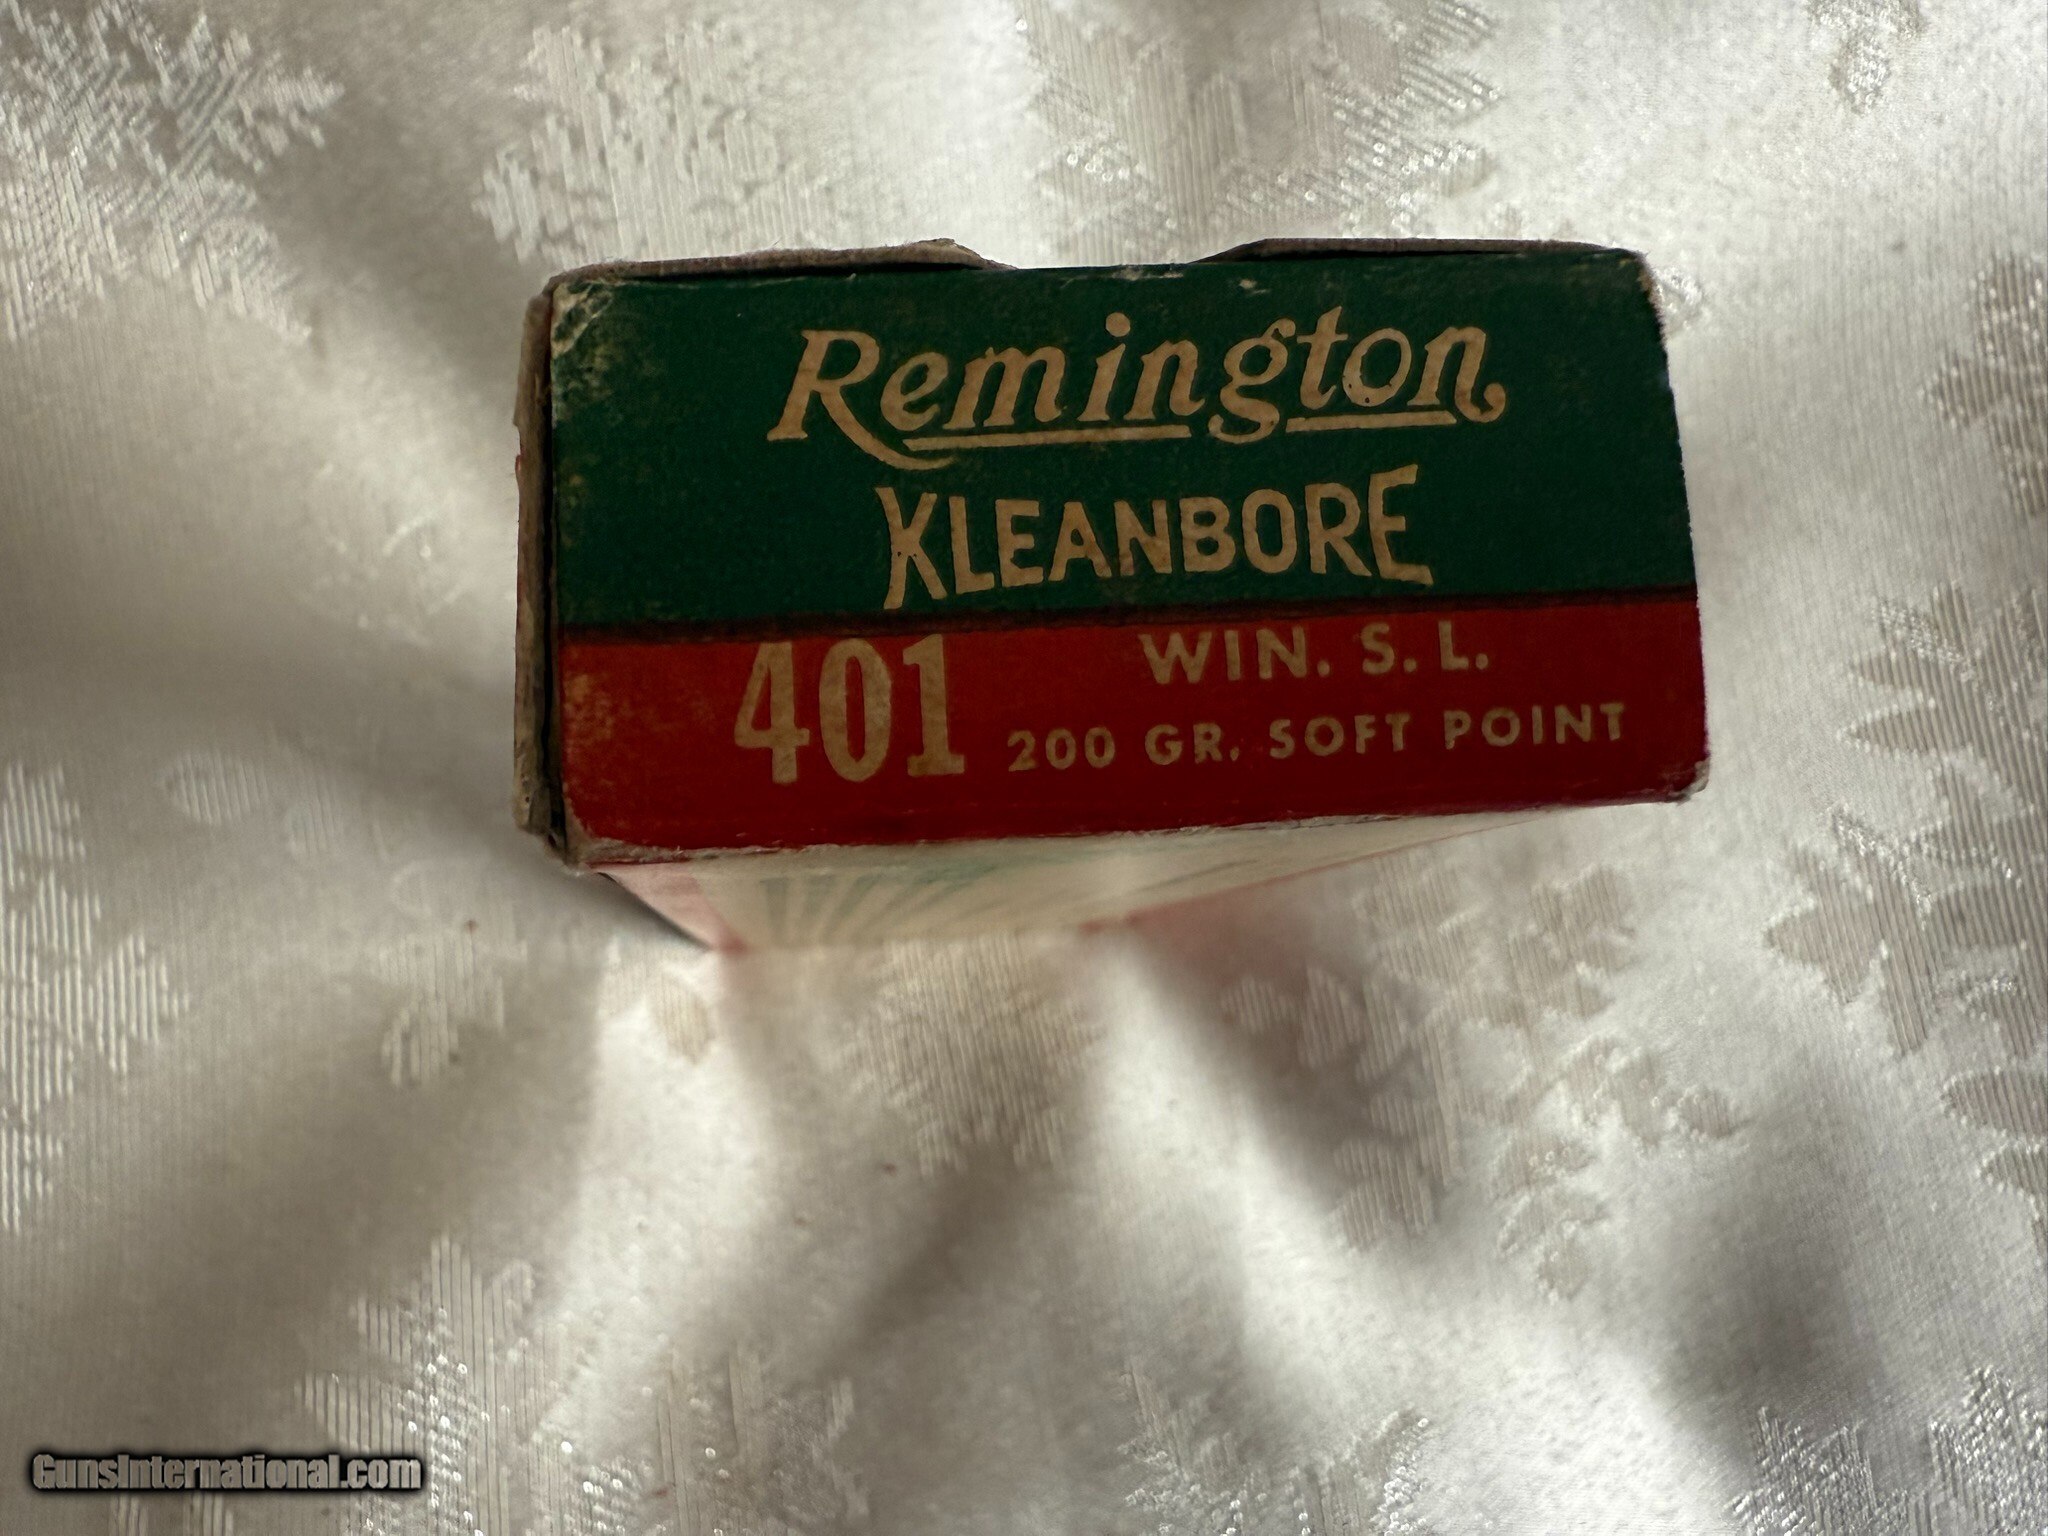 Remington
KLEANBORE
401 WIN. S. L.
200 GR. SOFT POINT
GunsInternational.com